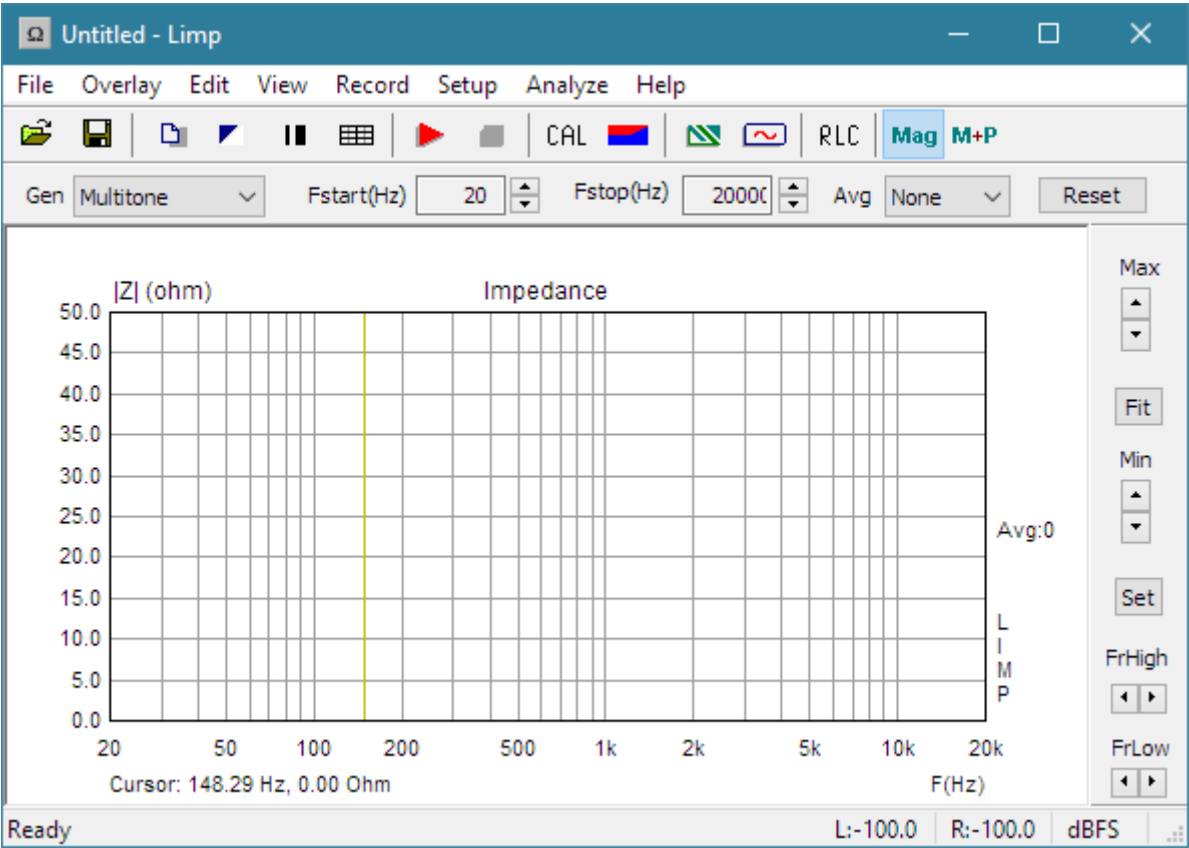 Ω Untitled - Limp
File Overlay Edit View Record Setup Analyze Help
CAL RLC Mag M+P
Gen Multitone Fstart(Hz) 20 Fstop(Hz) 20000 Avg None Reset
|Z| (ohm) Impedance
50.0
45.0
40.0
35.0
30.0
25.0
20.0
15.0
10.0
5.0
0.0
20 50 100 200 500 1k 2k 5k 10k 20k
Cursor: 148.29 Hz, 0.00 Ohm F(Hz)
Avg:0
L
I
M
P
Max
Fit
Min
Set
FrHigh
FrLow
Ready L:-100.0 R:-100.0 dBFS